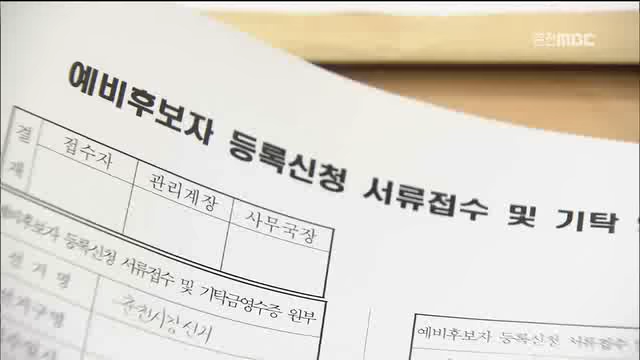 춘천MBC
예비후보자 등록신청 서류접수 및 기탁
결재
접수자
관리계장
사무국장
예비후보자 등록신청 서류접수 및 기탁금영수증 원부
선거명
춘천시장선거
선거구명
예비후보자 등록신청 서류접수